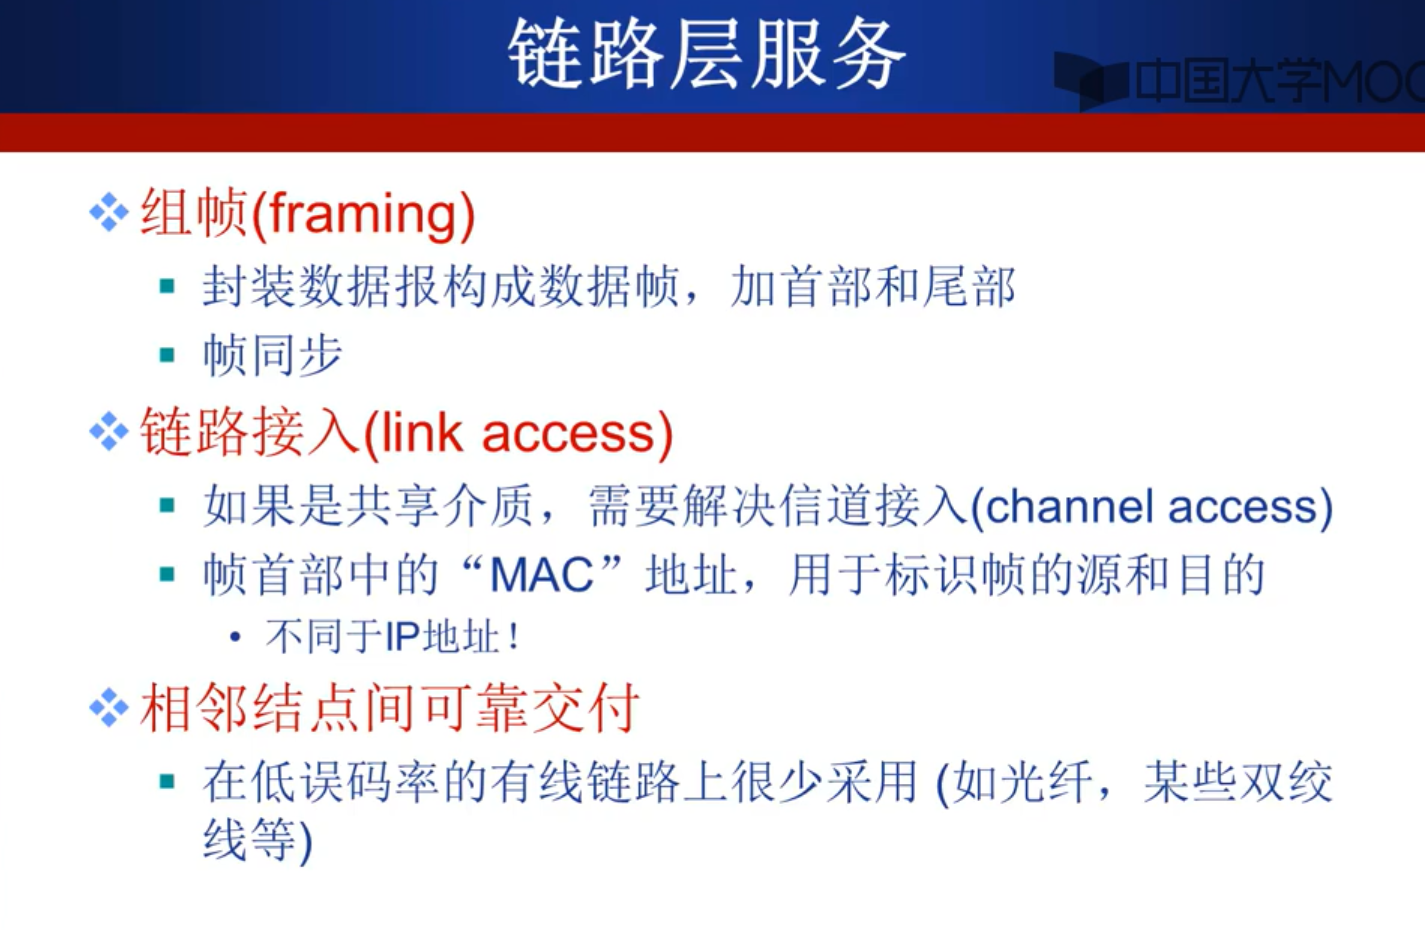 链路层服务
中国大学MOC
组帧(framing)
封装数据报构成数据帧，加首部和尾部
帧同步
链路接入(link access)
如果是共享介质，需要解决信道接入(channel access)
帧首部中的“MAC”地址，用于标识帧的源和目的
不同于IP地址！
相邻结点间可靠交付
在低误码率的有线链路上很少采用 (如光纤，某些双绞
线等)